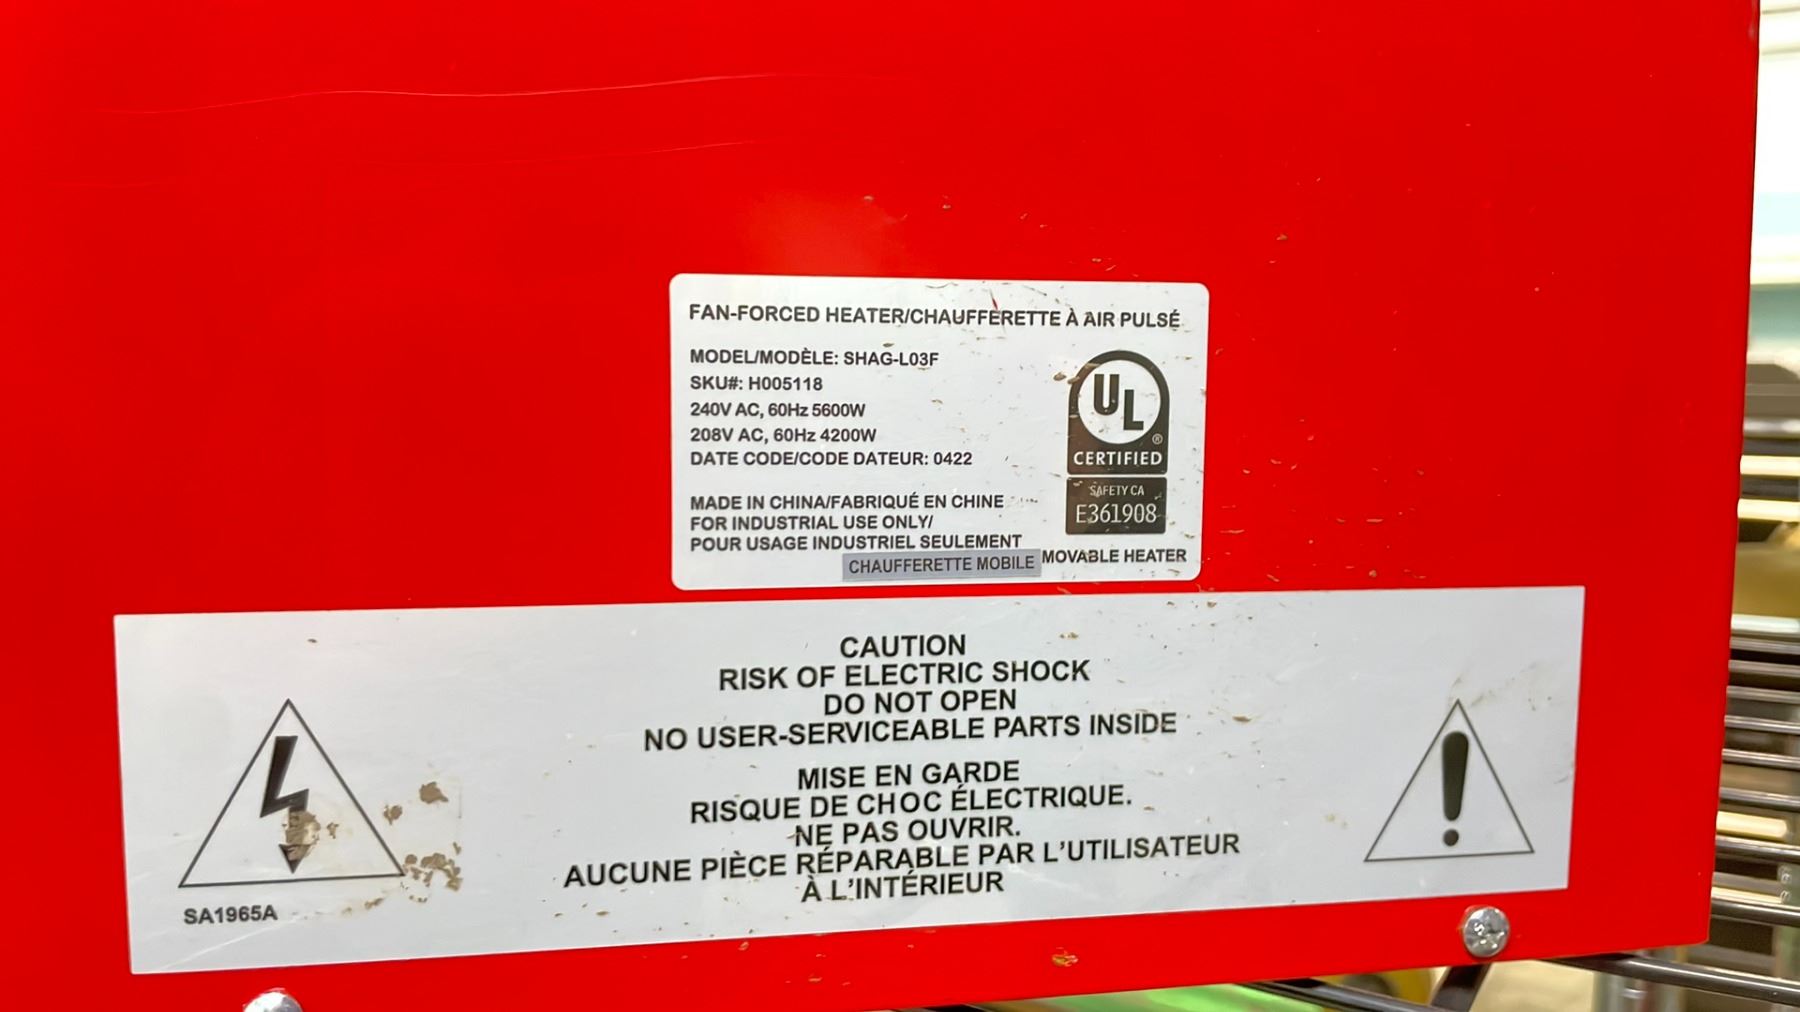 FAN-FORCED HEATER/CHAUFFERETTE À AIR PULSÉ
MODEL/MODÈLE: SHAG-L03F
SKU#: H005118
240V AC, 60Hz 5600W
208V AC, 60Hz 4200W
DATE CODE/CODE DATEUR: 0422
MADE IN CHINA/FABRIQUÉ EN CHINE
FOR INDUSTRIAL USE ONLY/
POUR USAGE INDUSTRIEL SEULEMENT
CHAUFFERETTE MOBILE MOVABLE HEATER
UL ®
CERTIFIED
SAFETY CA
E361908
CAUTION
RISK OF ELECTRIC SHOCK
DO NOT OPEN
NO USER-SERVICEABLE PARTS INSIDE
MISE EN GARDE
RISQUE DE CHOC ÉLECTRIQUE.
NE PAS OUVRIR.
AUCUNE PIÈCE RÉPARABLE PAR L'UTILISATEUR
À L'INTÉRIEUR
SA1965A